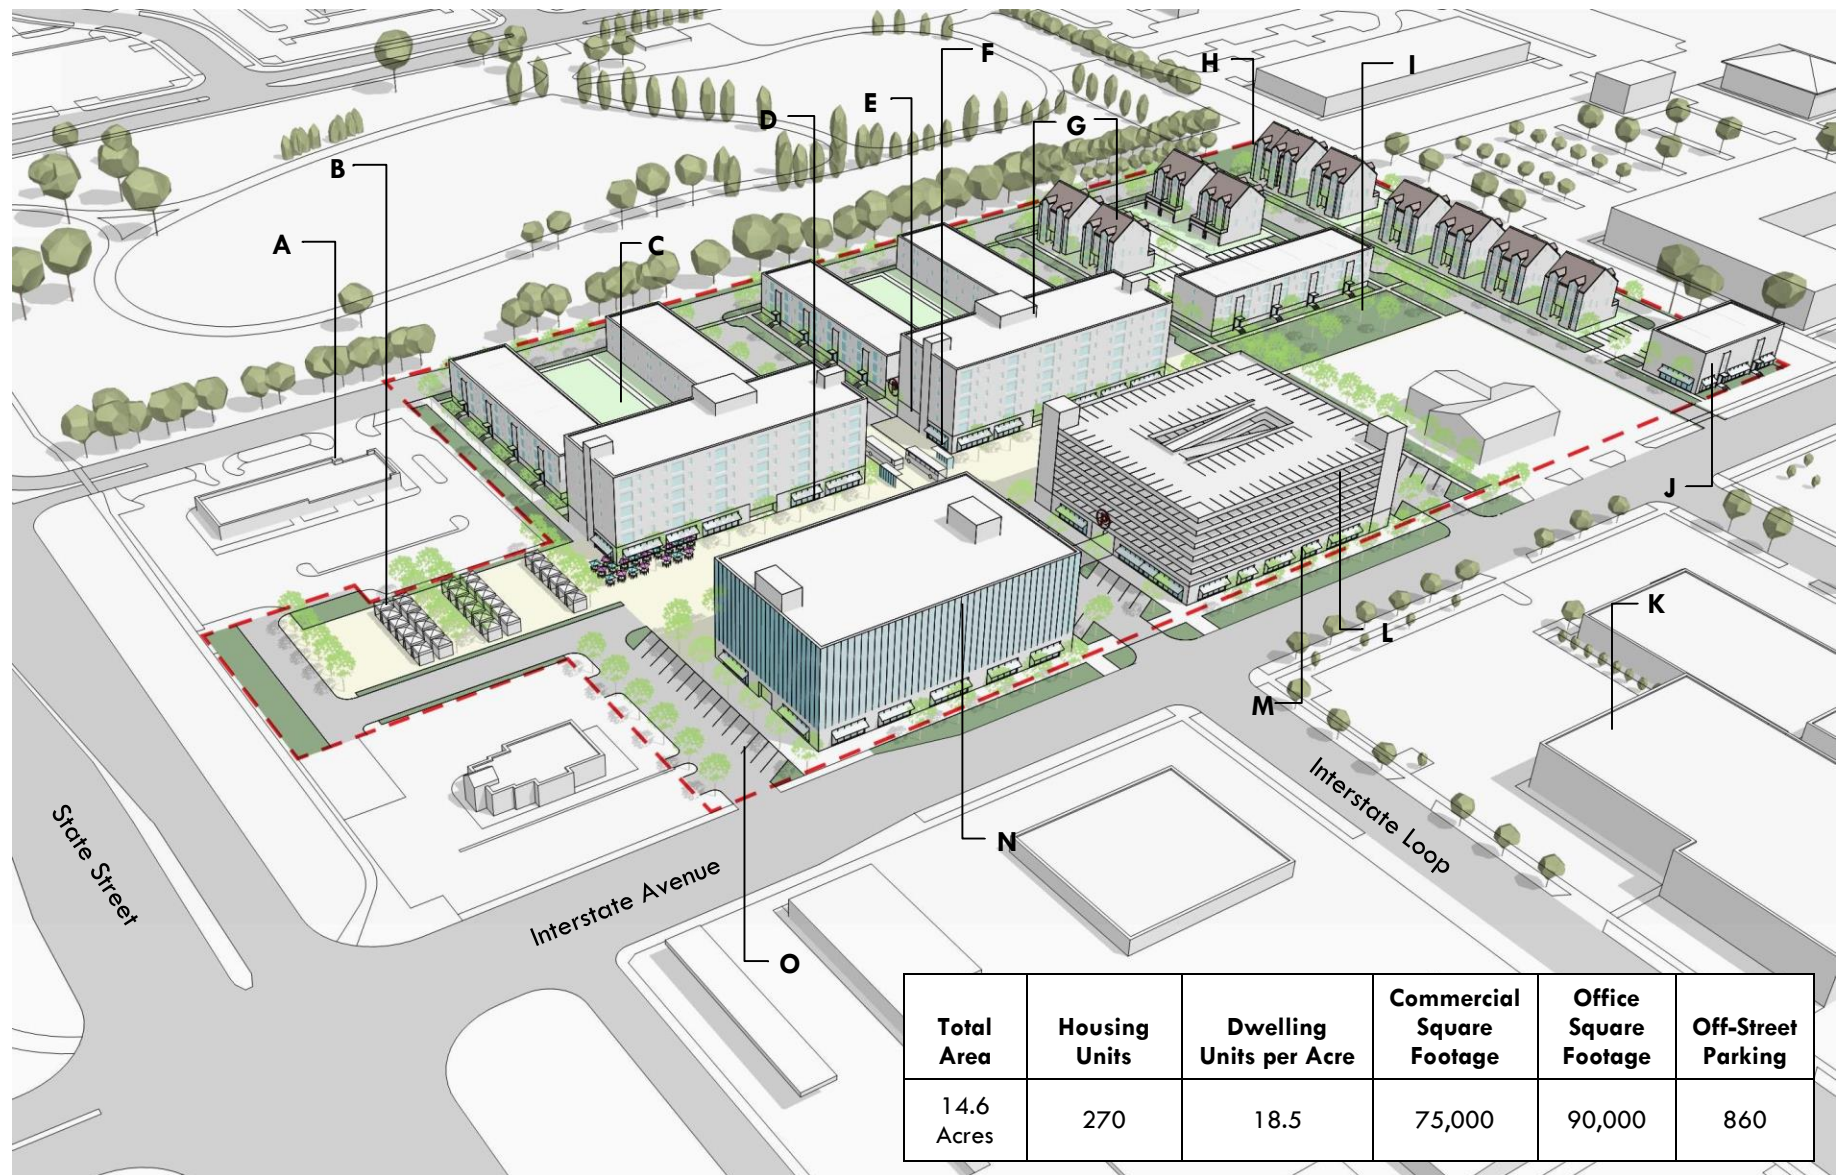 F
H
I
E
D
G
B
A
C
J
K
L
M
N
O
State Street
Interstate Avenue
Interstate Loop
Total Area
Housing Units
Dwelling Units per Acre
Commercial Square Footage
Office Square Footage
Off-Street Parking
14.6 Acres
270
18.5
75,000
90,000
860